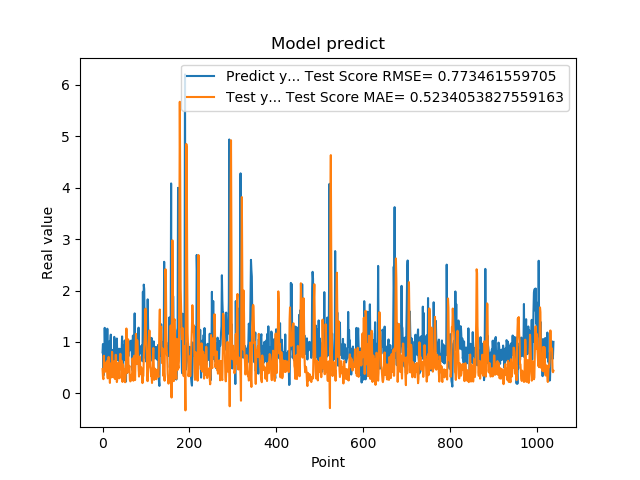 Model predict
Predict y... Test Score RMSE= 0.773461559705
Test y... Test Score MAE= 0.5234053827559163
Real value
6
5
4
3
2
1
0
0 200 400 600 800 1000
Point